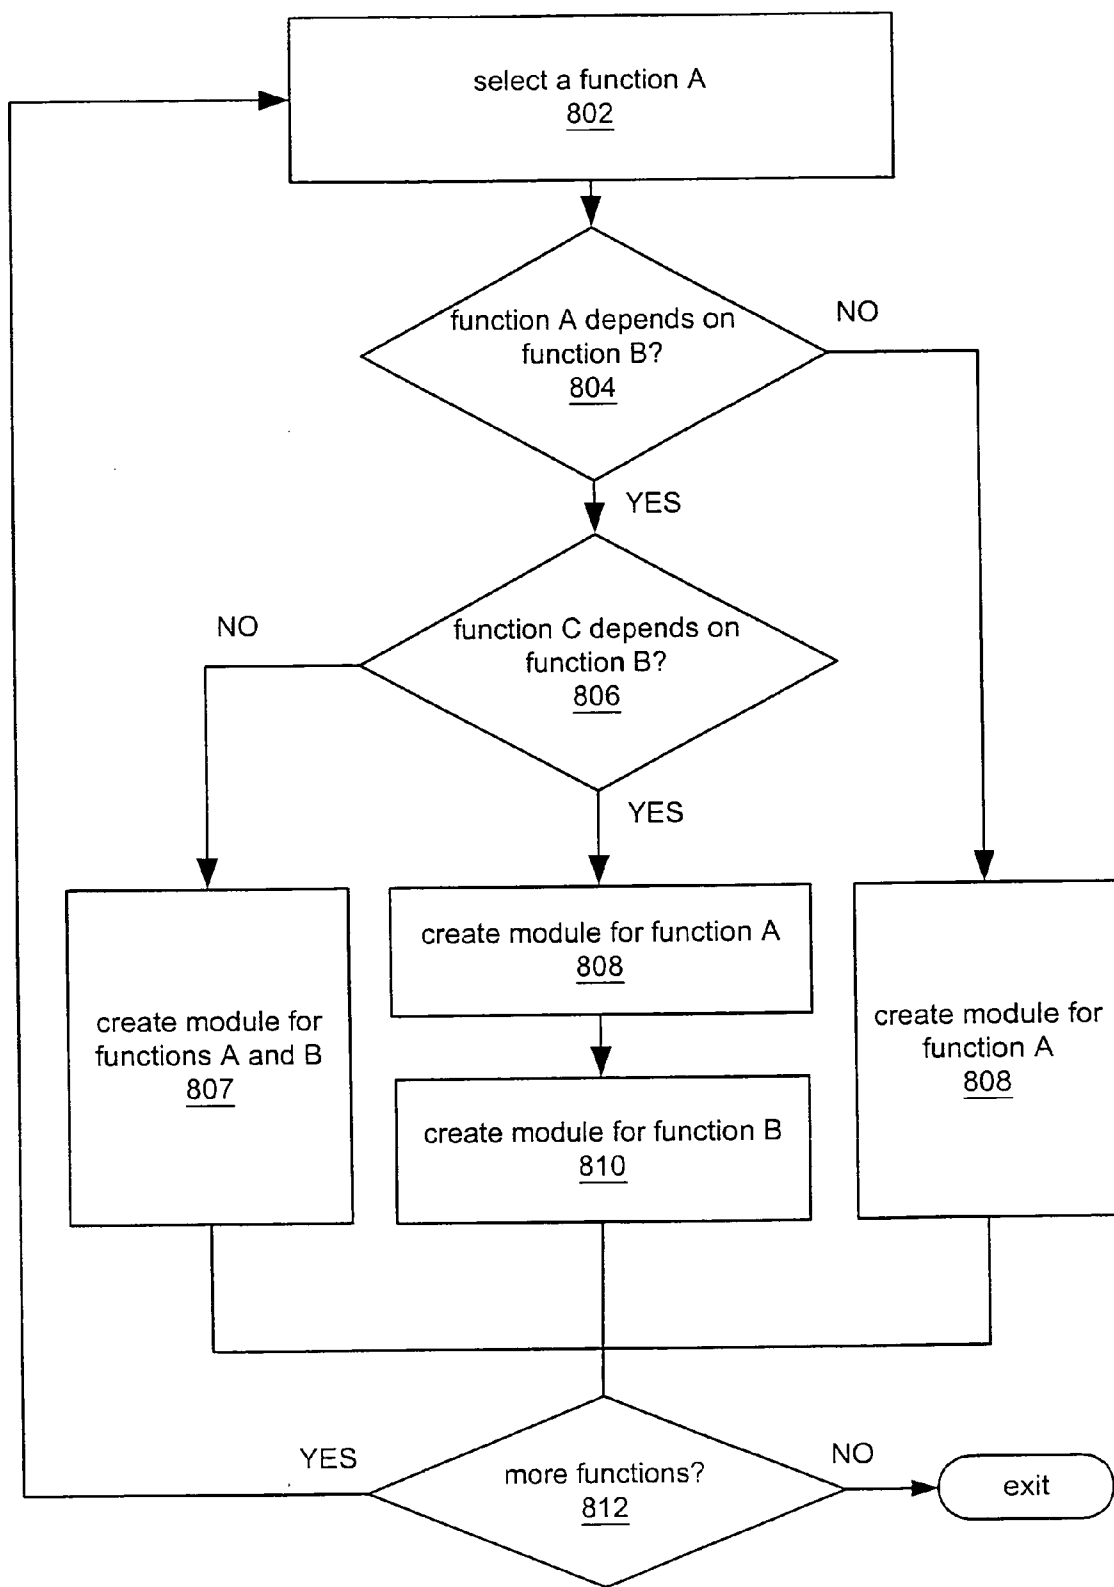 select a function A
802
function A depends on
function B?
804
NO
YES
function C depends on
function B?
806
NO
YES
create module for
functions A and B
807
create module for function A
808
create module for function B
810
create module for
function A
808
more functions?
812
YES
NO
exit